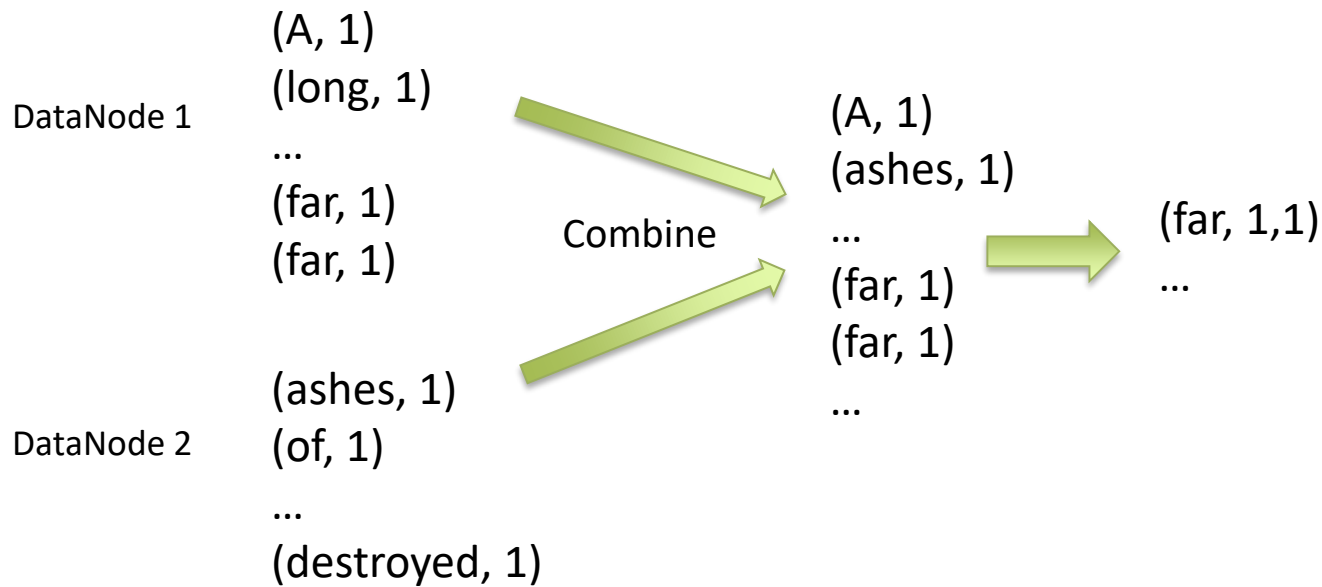 DataNode 1
(A, 1)
(long, 1)
…
(far, 1)
(far, 1)
DataNode 2
(ashes, 1)
(of, 1)
…
(destroyed, 1)
Combine
(A, 1)
(ashes, 1)
…
(far, 1)
(far, 1)
…
(far, 1,1)
…